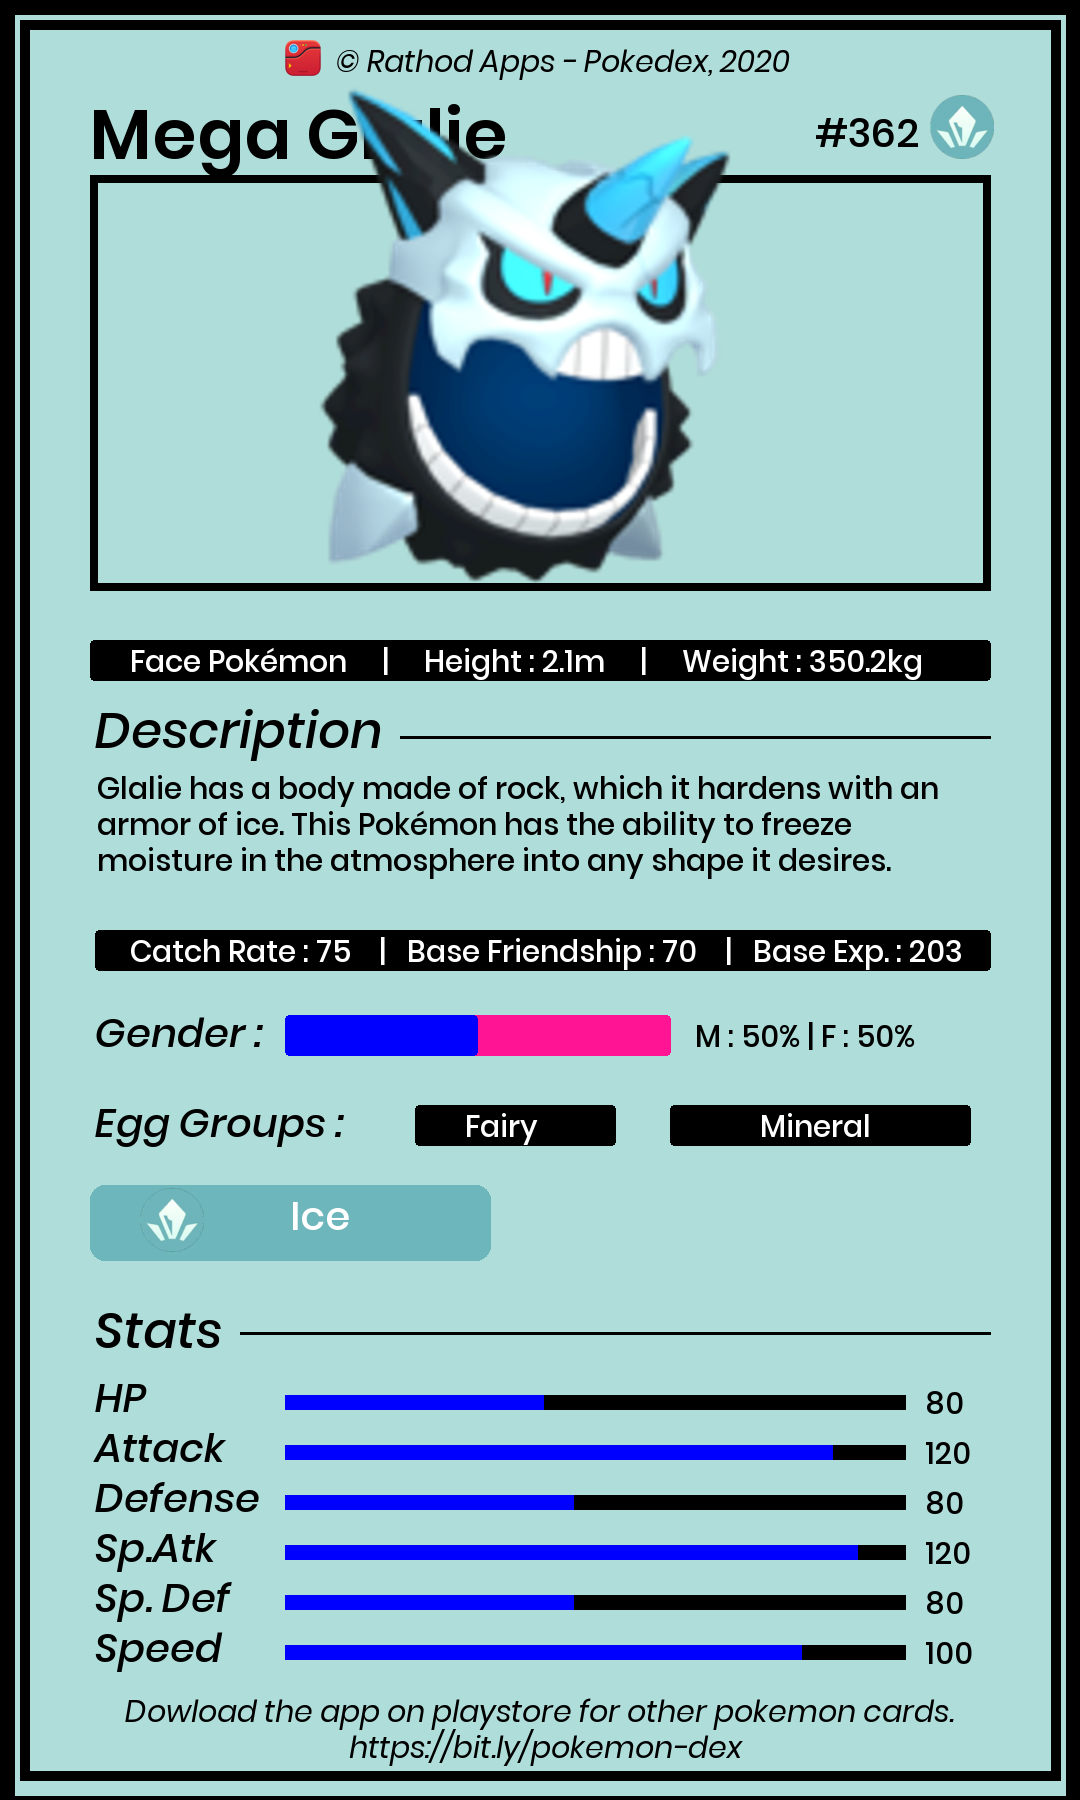 © Rathod Apps - Pokedex, 2020
Mega Glalie
#362
Face Pokémon | Height : 2.1m | Weight : 350.2kg
Description
Glalie has a body made of rock, which it hardens with an
armor of ice. This Pokémon has the ability to freeze
moisture in the atmosphere into any shape it desires.
Catch Rate : 75 | Base Friendship : 70 | Base Exp. : 203
Gender : M : 50% | F : 50%
Egg Groups : Fairy Mineral
Ice
Stats
HP 80
Attack 120
Defense 80
Sp.Atk 120
Sp. Def 80
Speed 100
Dowload the app on playstore for other pokemon cards.
https://bit.ly/pokemon-dex